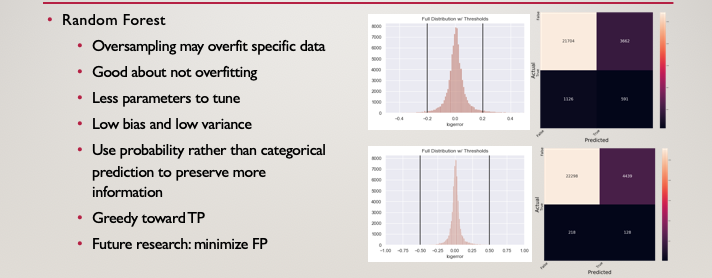 Random Forest
Oversampling may overfit specific data
Good about not overfitting
Less parameters to tune
Low bias and low variance
Use probability rather than categorical
prediction to preserve more
information
Greedy toward TP
Future research: minimize FP
Full Distribution w/ Thresholds
8000
7000
6000
5000
4000
3000
2000
1000
0
−0.4
−0.2
0.0
0.2
0.4
logerror
False
True
Actual
21704
3662
1126
581
False
True
Predicted
Full Distribution w/ Thresholds
8000
7000
6000
5000
4000
3000
2000
1000
0
−1.00
−0.75
−0.50
−0.25
0.00
0.25
0.50
0.75
1.00
logerror
False
True
Actual
22298
4439
218
False
True
Predicted